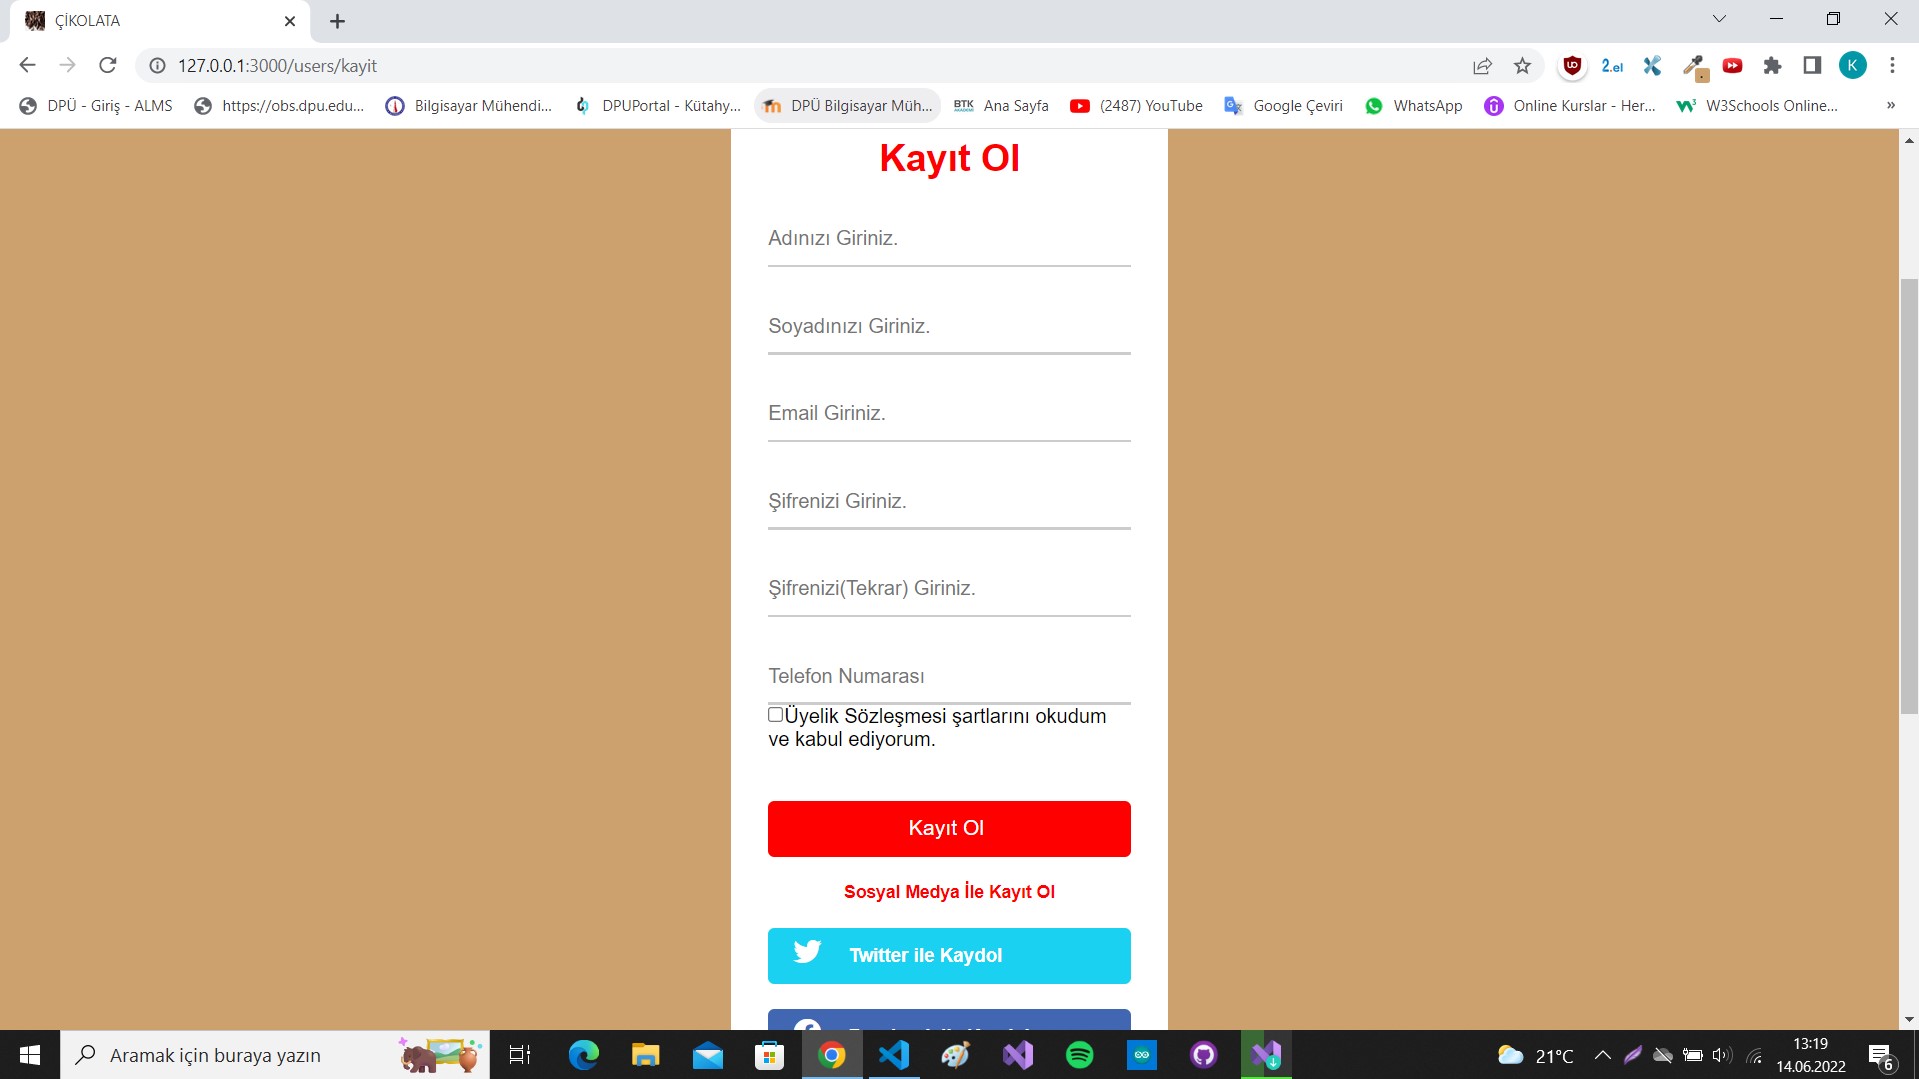 ÇİKOLATA
127.0.0.1:3000/users/kayit
2.el
K
DPÜ - Giriş - ALMS
https://obs.dpu.edu...
Bilgisayar Mühendi...
DPUPortal - Kütahy...
DPÜ Bilgisayar Müh...
BTK AKADEMİ
Ana Sayfa
(2487) YouTube
Google Çeviri
WhatsApp
Online Kurslar - Her...
W3Schools Online...
»
Kayıt Ol
Adınızı Giriniz.
Soyadınızı Giriniz.
Email Giriniz.
Şifrenizi Giriniz.
Şifrenizi(Tekrar) Giriniz.
Telefon Numarası
Üyelik Sözleşmesi şartlarını okudum
ve kabul ediyorum.
Kayıt Ol
Sosyal Medya İle Kayıt Ol
Twitter ile Kaydol
Aramak için buraya yazın
21°C
13:19
14.06.2022
6